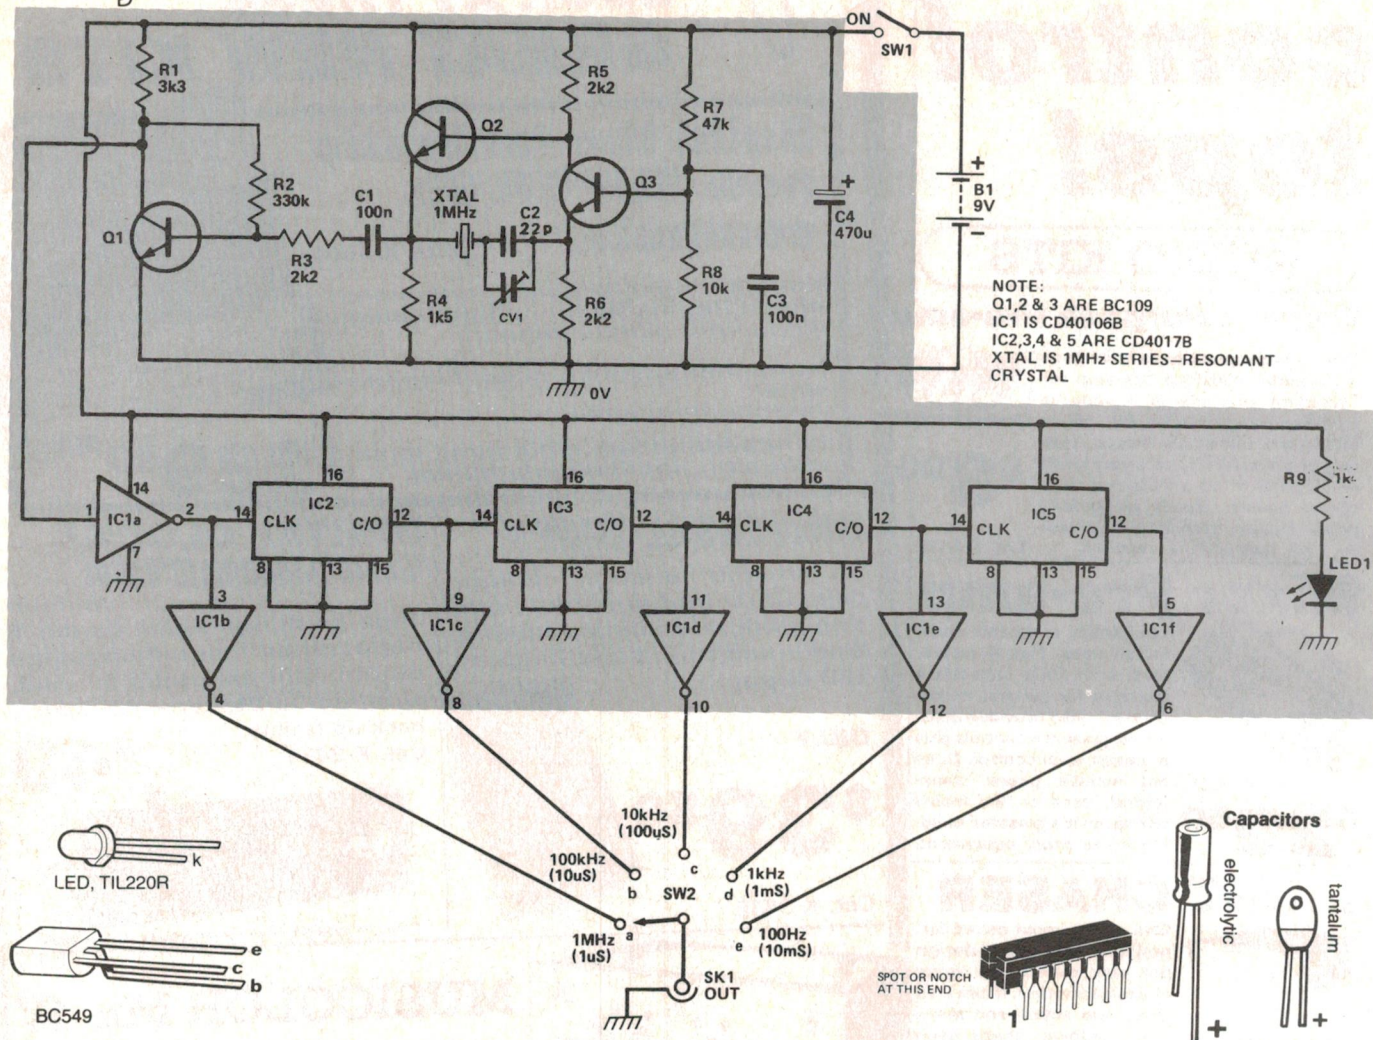 ON
SW1
R1
3k3
R5
2k2
R7
47k
Q2
Q3
+
B1
9V
-
+
C4
470u
R2
330k
C1
100n
XTAL
1MHz
C2
22p
Q1
R3
2k2
R4
1k5
CV1
R6
2k2
R8
10k
C3
100n
NOTE:
Q1,2 & 3 ARE BC109
IC1 IS CD40106B
IC2,3,4 & 5 ARE CD4017B
XTAL IS 1MHz SERIES–RESONANT
CRYSTAL
0V
14
16
16
16
16
R9
1k
1
IC1a
2
14
IC2
CLK
C/O
12
14
IC3
CLK
C/O
12
14
IC4
CLK
C/O
12
14
IC5
CLK
C/O
12
7
8
13
15
8
13
15
8
13
15
8
13
15
LED1
3
IC1b
9
IC1c
11
IC1d
13
IC1e
5
IC1f
4
8
10
12
6
10kHz
(100uS)
100kHz
(10uS)
b
c
d
1kHz
(1mS)
SW2
1MHz
(1uS)
a
e
100Hz
(10mS)
SK1
OUT
k
LED, TIL220R
e
c
b
BC549
SPOT OR NOTCH
AT THIS END
1
Capacitors
electrolytic
tantalum
+
+